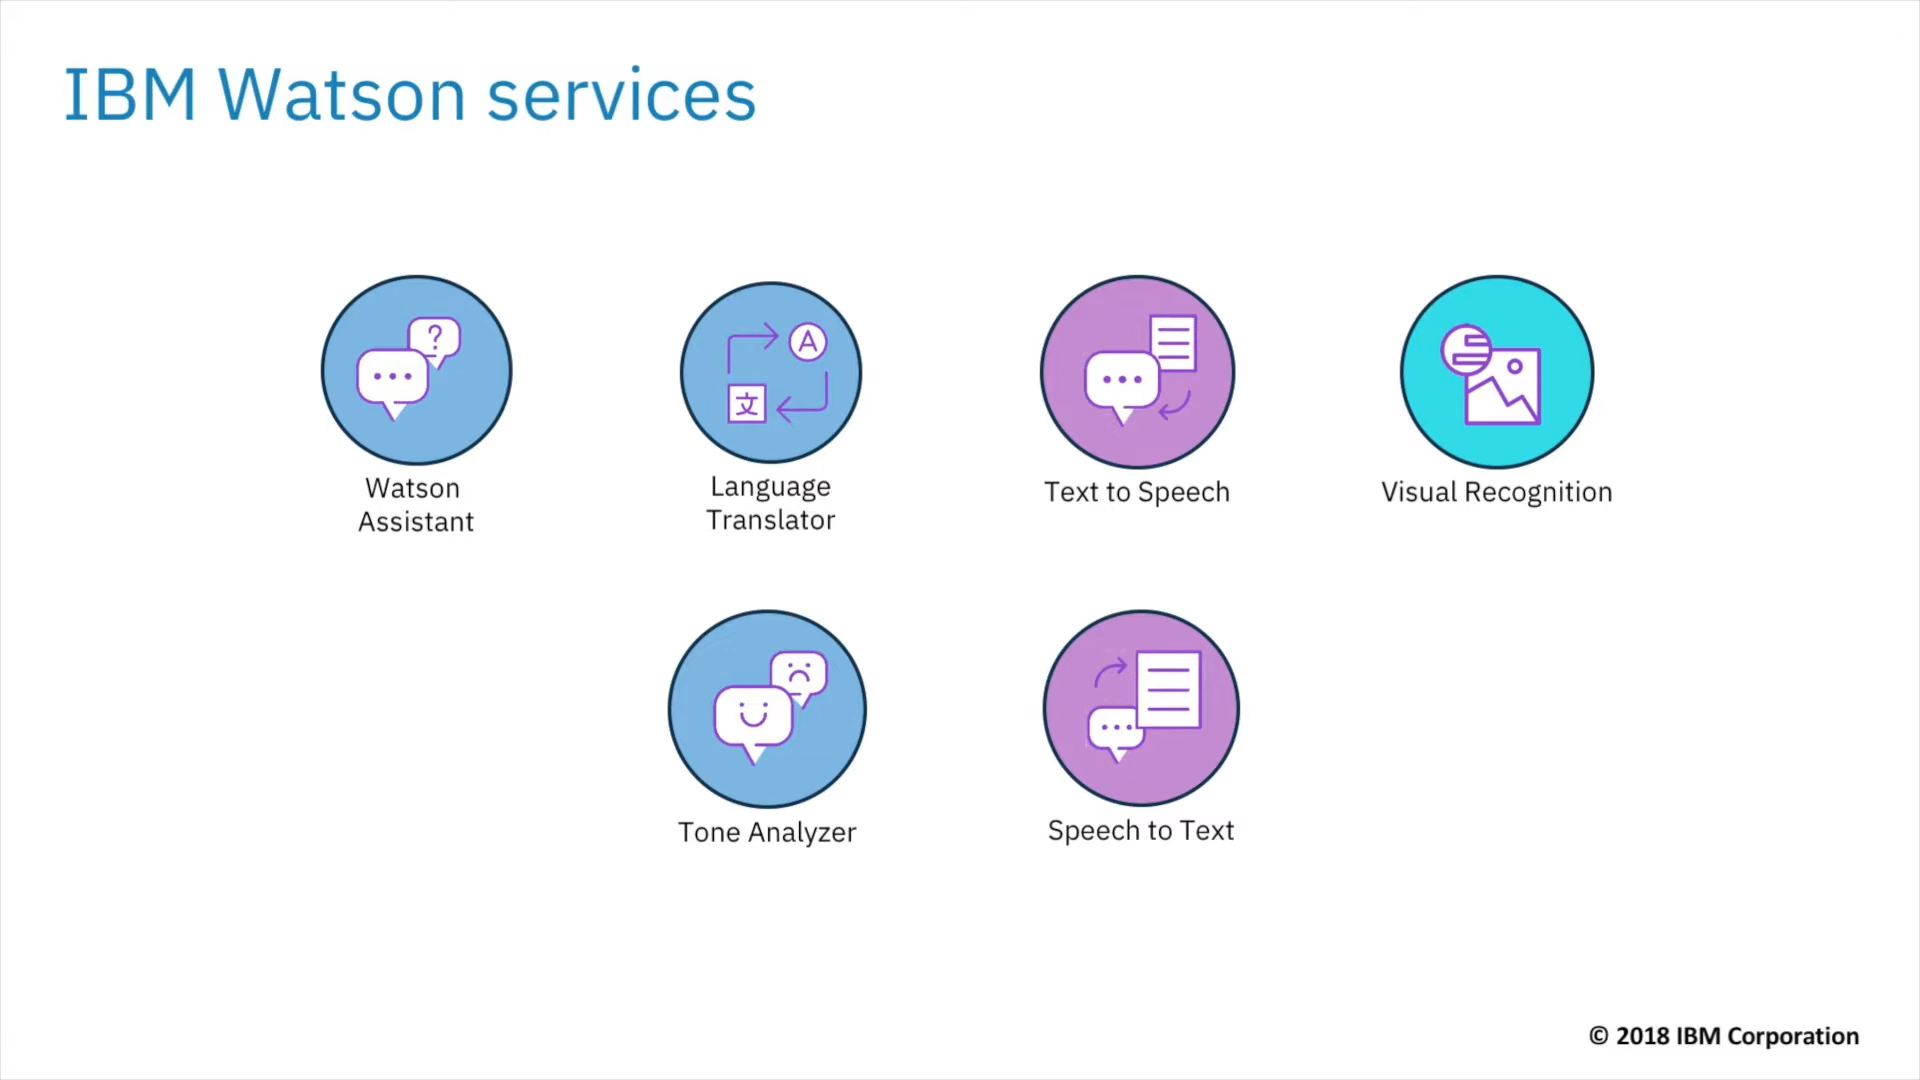 IBM Watson services
?
A
文
Watson
Assistant
Language
Translator
Text to Speech
Visual Recognition
Tone Analyzer
Speech to Text
© 2018 IBM Corporation